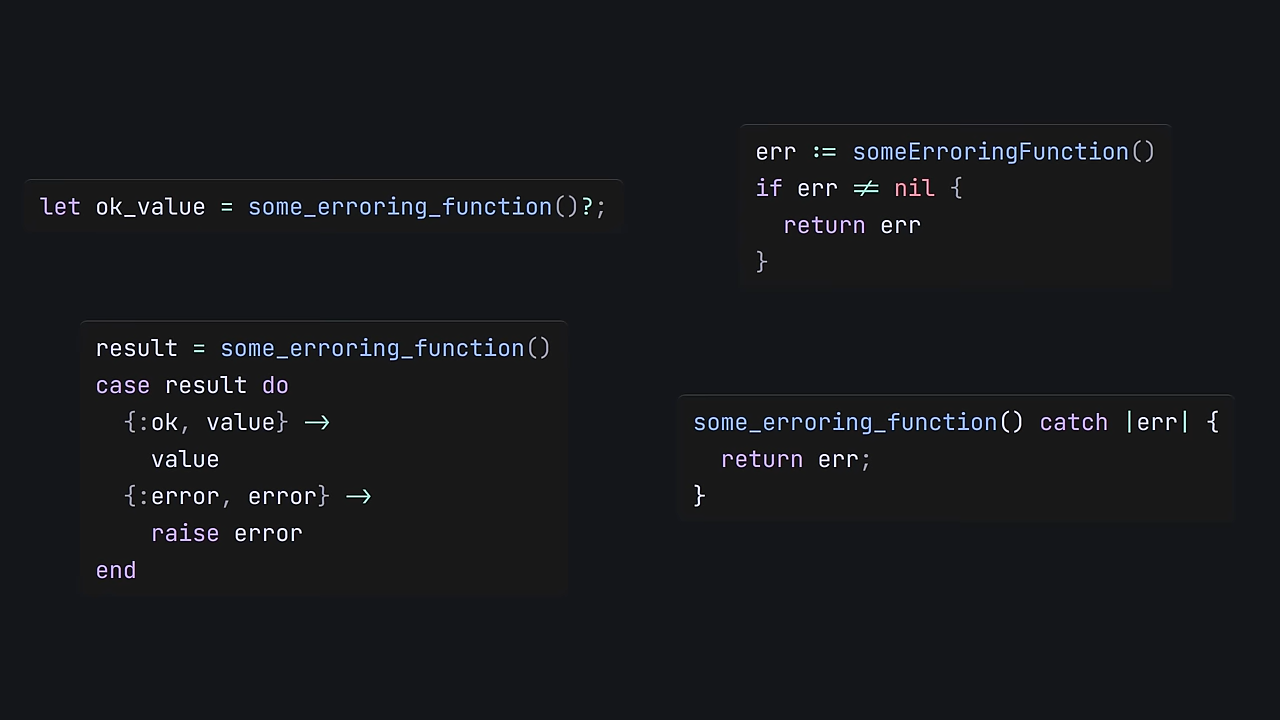 let ok_value = some_erroring_function()?;
err := someErroringFunction()
if err != nil {
  return err
}
result = some_erroring_function()
case result do
  {:ok, value} ->
    value
  {:error, error} ->
    raise error
end
some_erroring_function() catch |err| {
  return err;
}